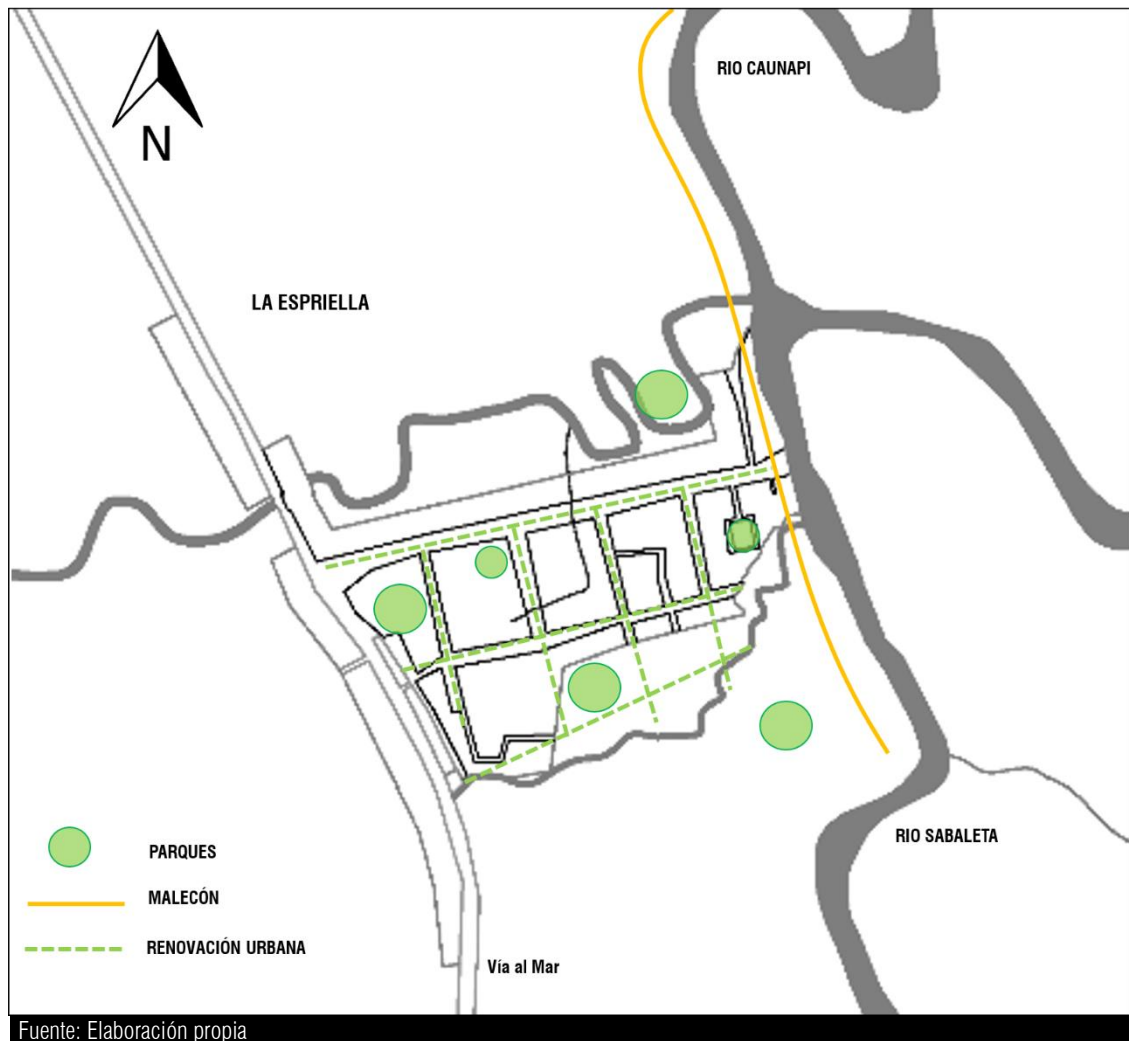 RIO CAUNAPI
N
LA ESPRIELLA
RIO SABALETA
PARQUES
MALECÓN
RENOVACIÓN URBANA
Vía al Mar
Fuente: Elaboración propia